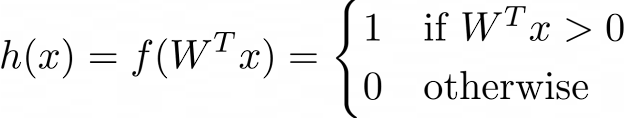 h(x) = f(W^T x) = { 1 if W^T x > 0
0 otherwise